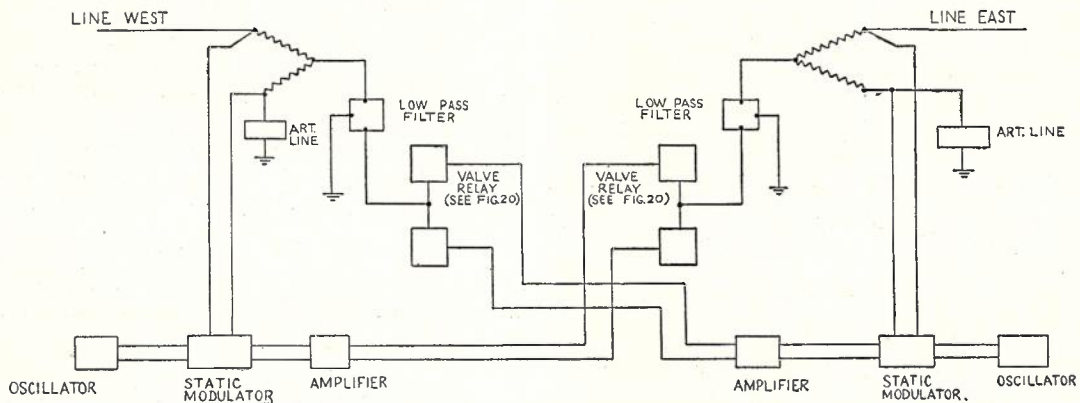 LINE WEST
LINE EAST
ART.
LINE
LOW PASS
FILTER
LOW PASS
FILTER
ART. LINE
VALVE
RELAY
(SEE FIG.20)
VALVE
RELAY
(SEE FIG.20)
OSCILLATOR
STATIC
MODULATOR
AMPLIFIER
AMPLIFIER
STATIC
MODULATOR.
OSCILLATOR